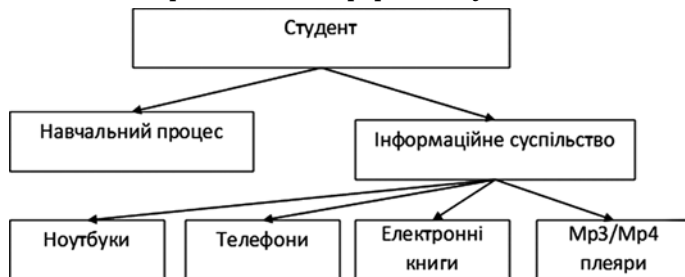 Студент
Навчальний процес
Інформаційне суспільство
Ноутбуки
Телефони
Електронні
книги
Mp3/Mp4
плеяри